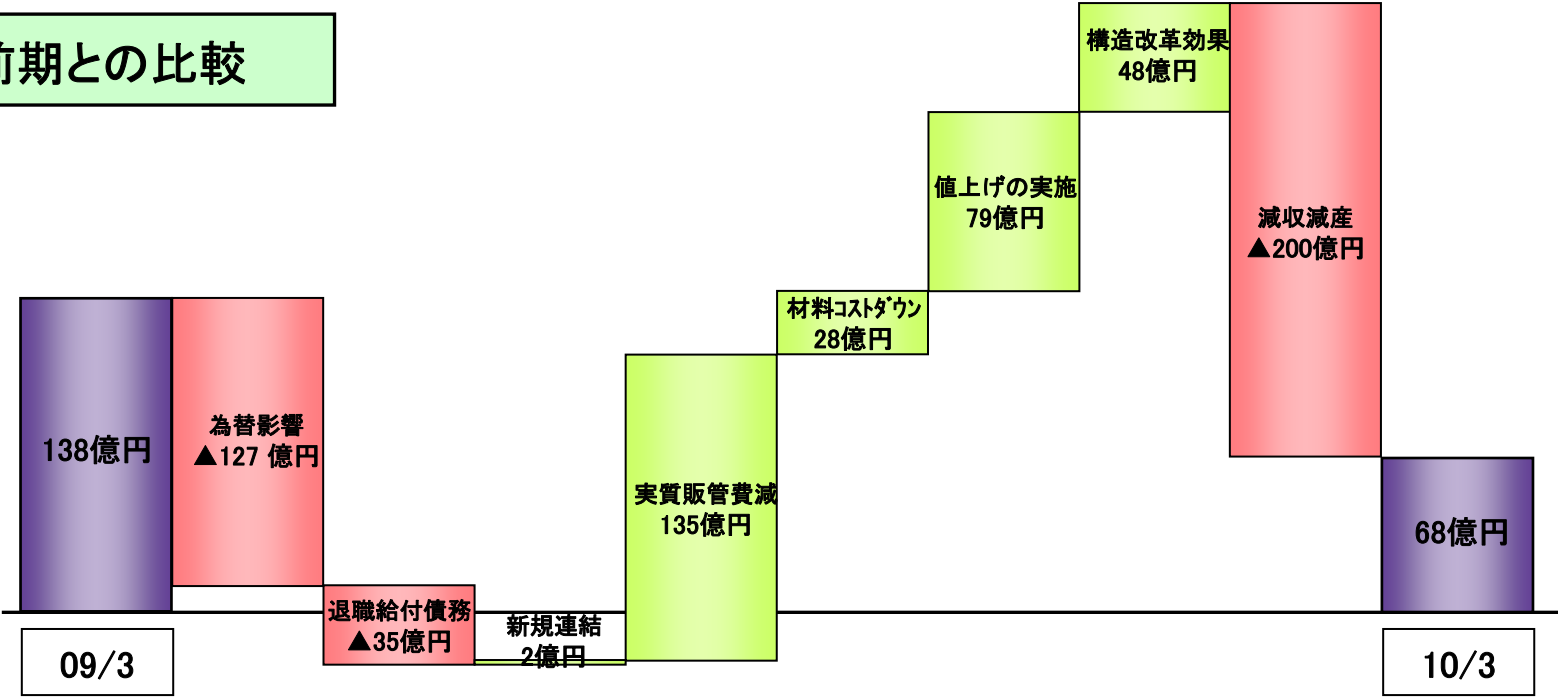 前期との比較
構造改革効果
48億円
値上げの実施
79億円
減収減産
▲200億円
材料コストダウン
28億円
138億円
為替影響
▲127 億円
実質販管費減
135億円
68億円
退職給付債務
▲35億円
新規連結
2億円
09/3
10/3